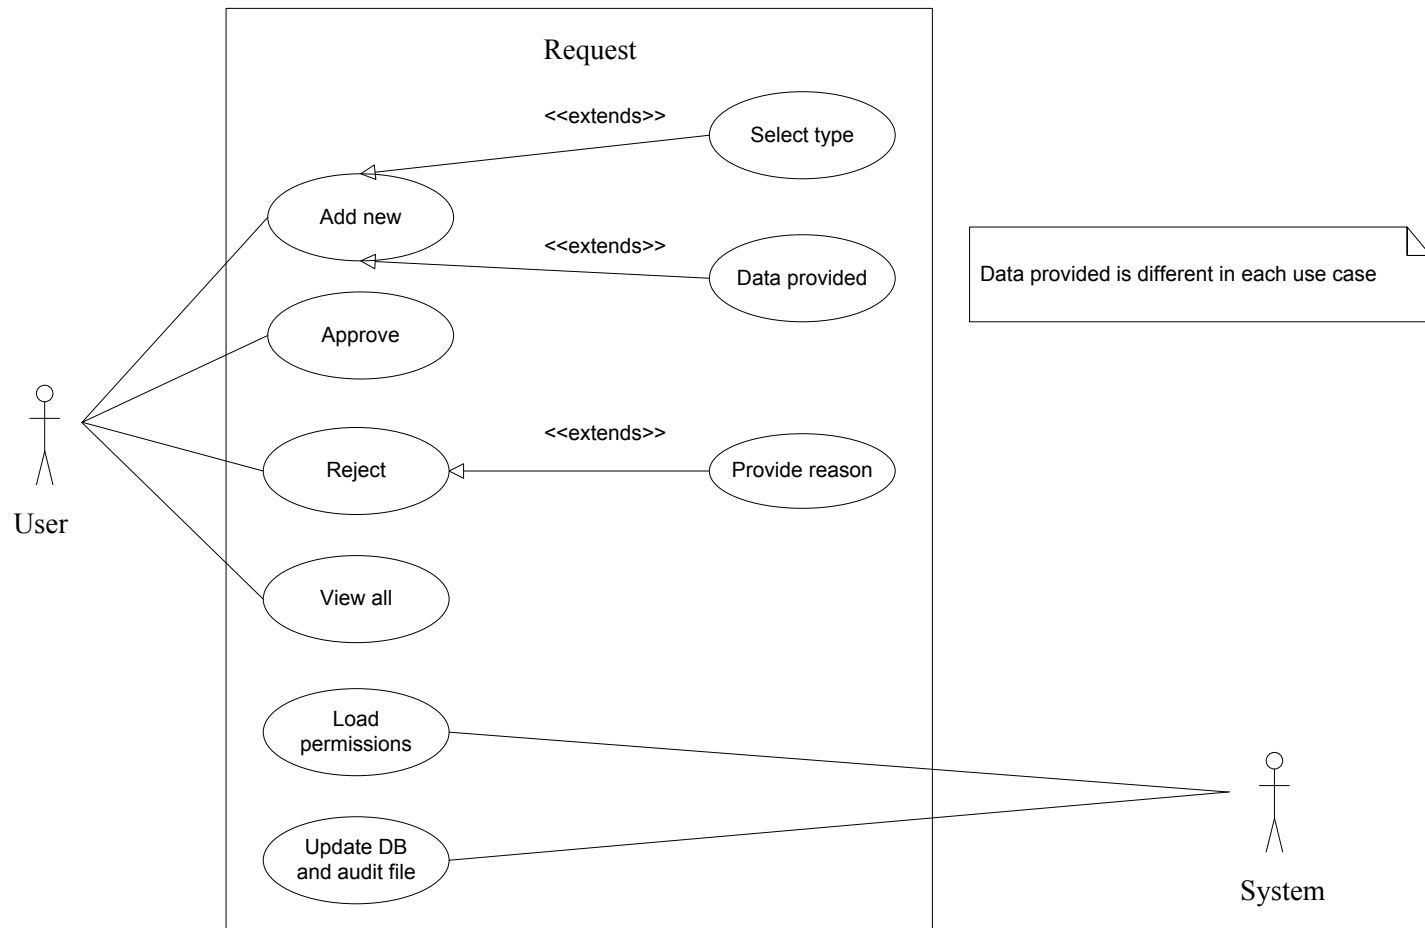 Request
<<extends>>
Select type
Add new
<<extends>>
Data provided
Data provided is different in each use case
Approve
<<extends>>
Reject
Provide reason
User
View all
Load
permissions
Update DB
and audit file
System